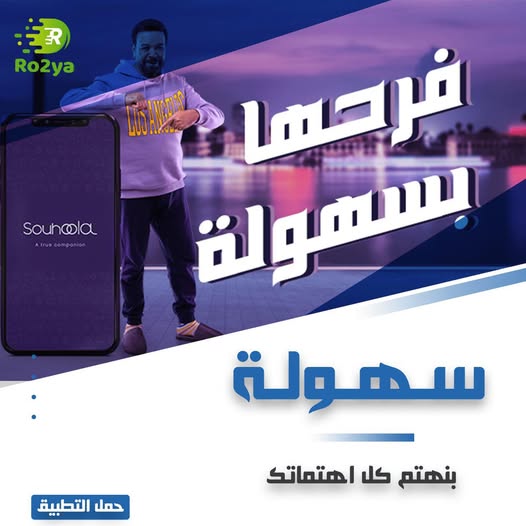 Ro2ya
LOS ANGELES
فرحها
بسهولة
Souhoola
A true companion
سهولة
بنهتم كل اهتماتك
حمل التطبيق